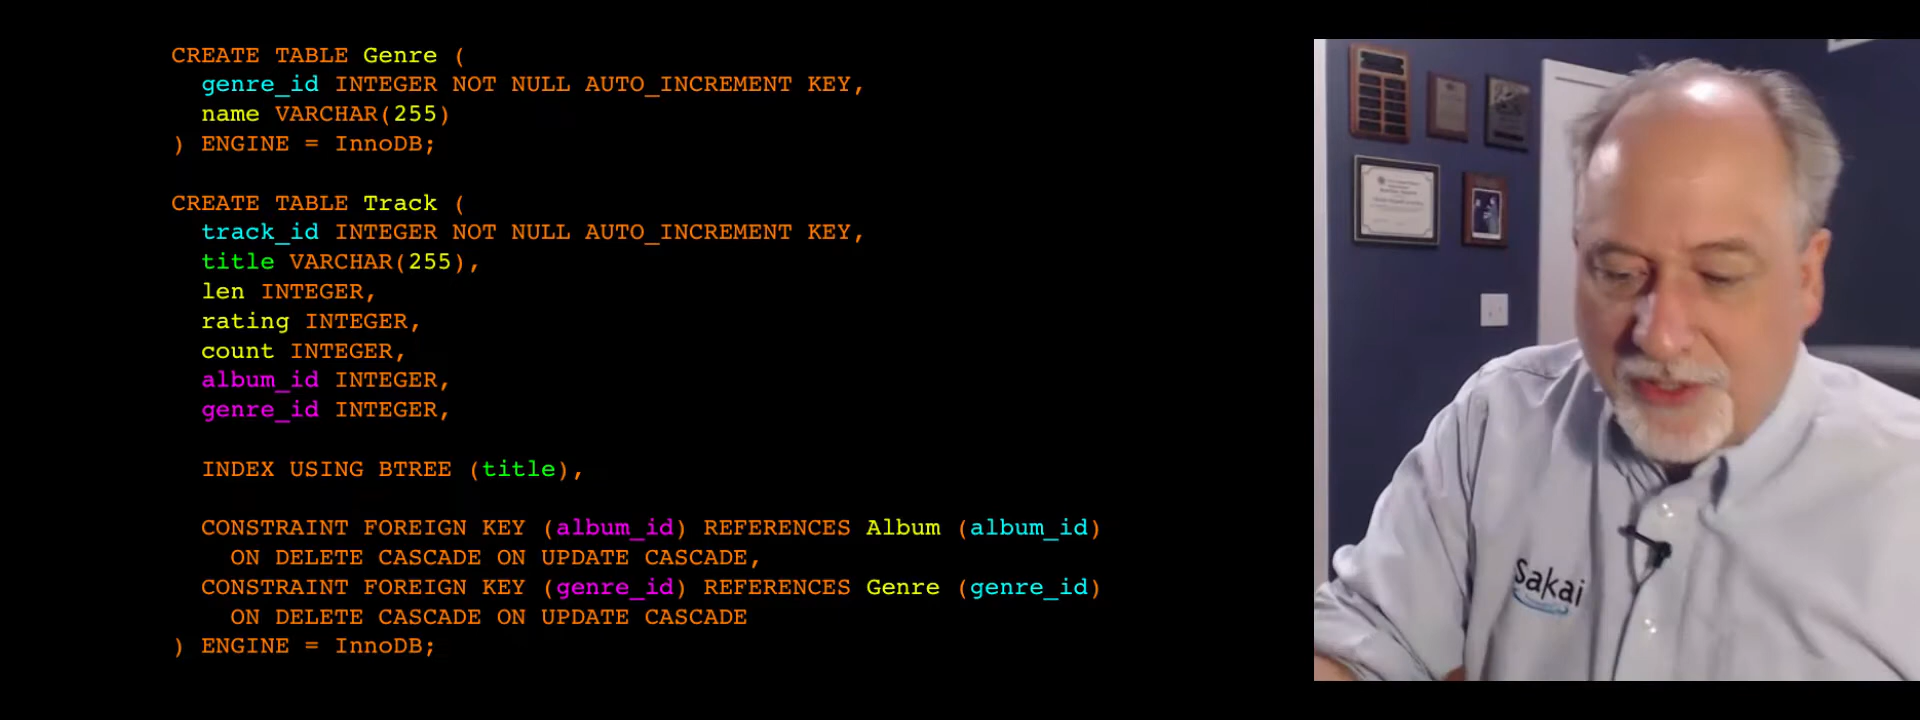 CREATE TABLE Genre (
genre_id INTEGER NOT NULL AUTO_INCREMENT KEY,
name VARCHAR(255)
) ENGINE = InnoDB;
CREATE TABLE Track (
track_id INTEGER NOT NULL AUTO_INCREMENT KEY,
title VARCHAR(255),
len INTEGER,
rating INTEGER,
count INTEGER,
album_id INTEGER,
genre_id INTEGER,
INDEX USING BTREE (title),
CONSTRAINT FOREIGN KEY (album_id) REFERENCES Album (album_id)
ON DELETE CASCADE ON UPDATE CASCADE,
CONSTRAINT FOREIGN KEY (genre_id) REFERENCES Genre (genre_id)
ON DELETE CASCADE ON UPDATE CASCADE
) ENGINE = InnoDB;
Sakai